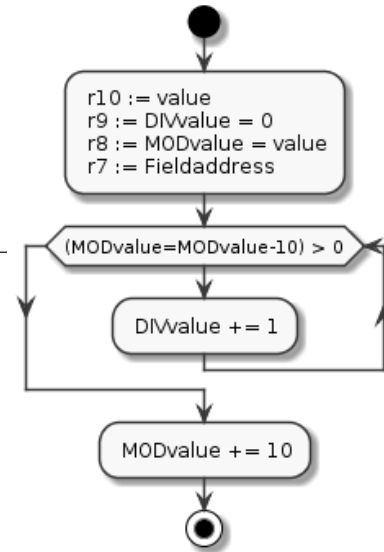 r10 := value
r9 := DIVvalue = 0
r8 := MODvalue = value
r7 := Fieldaddress
(MODvalue=MODvalue-10) > 0
DIVvalue += 1
MODvalue += 10